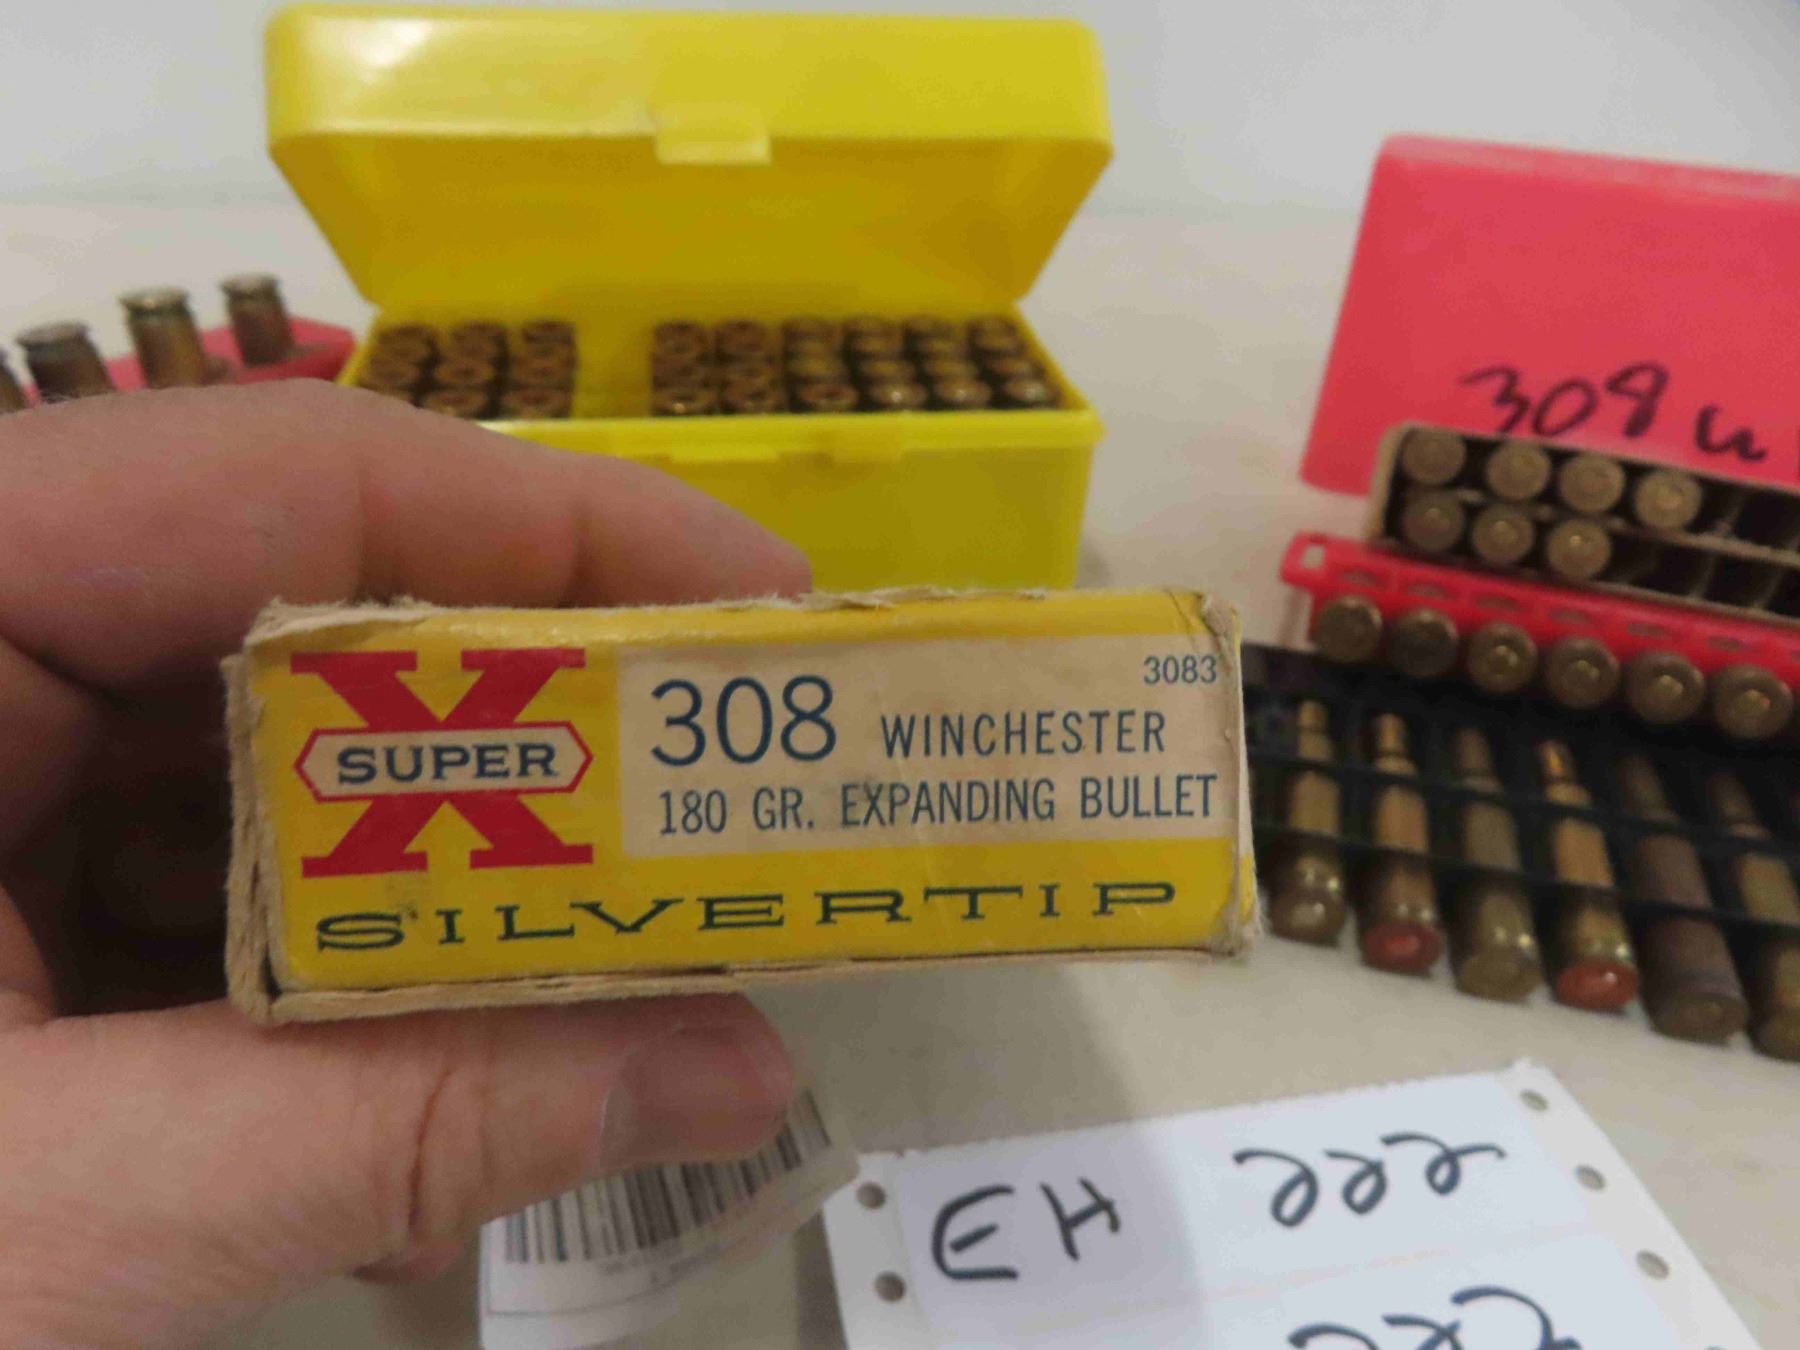 308 W
X
SUPER
308 WINCHESTER
3083
180 GR. EXPANDING BULLET
SILVERTIP
EH 222